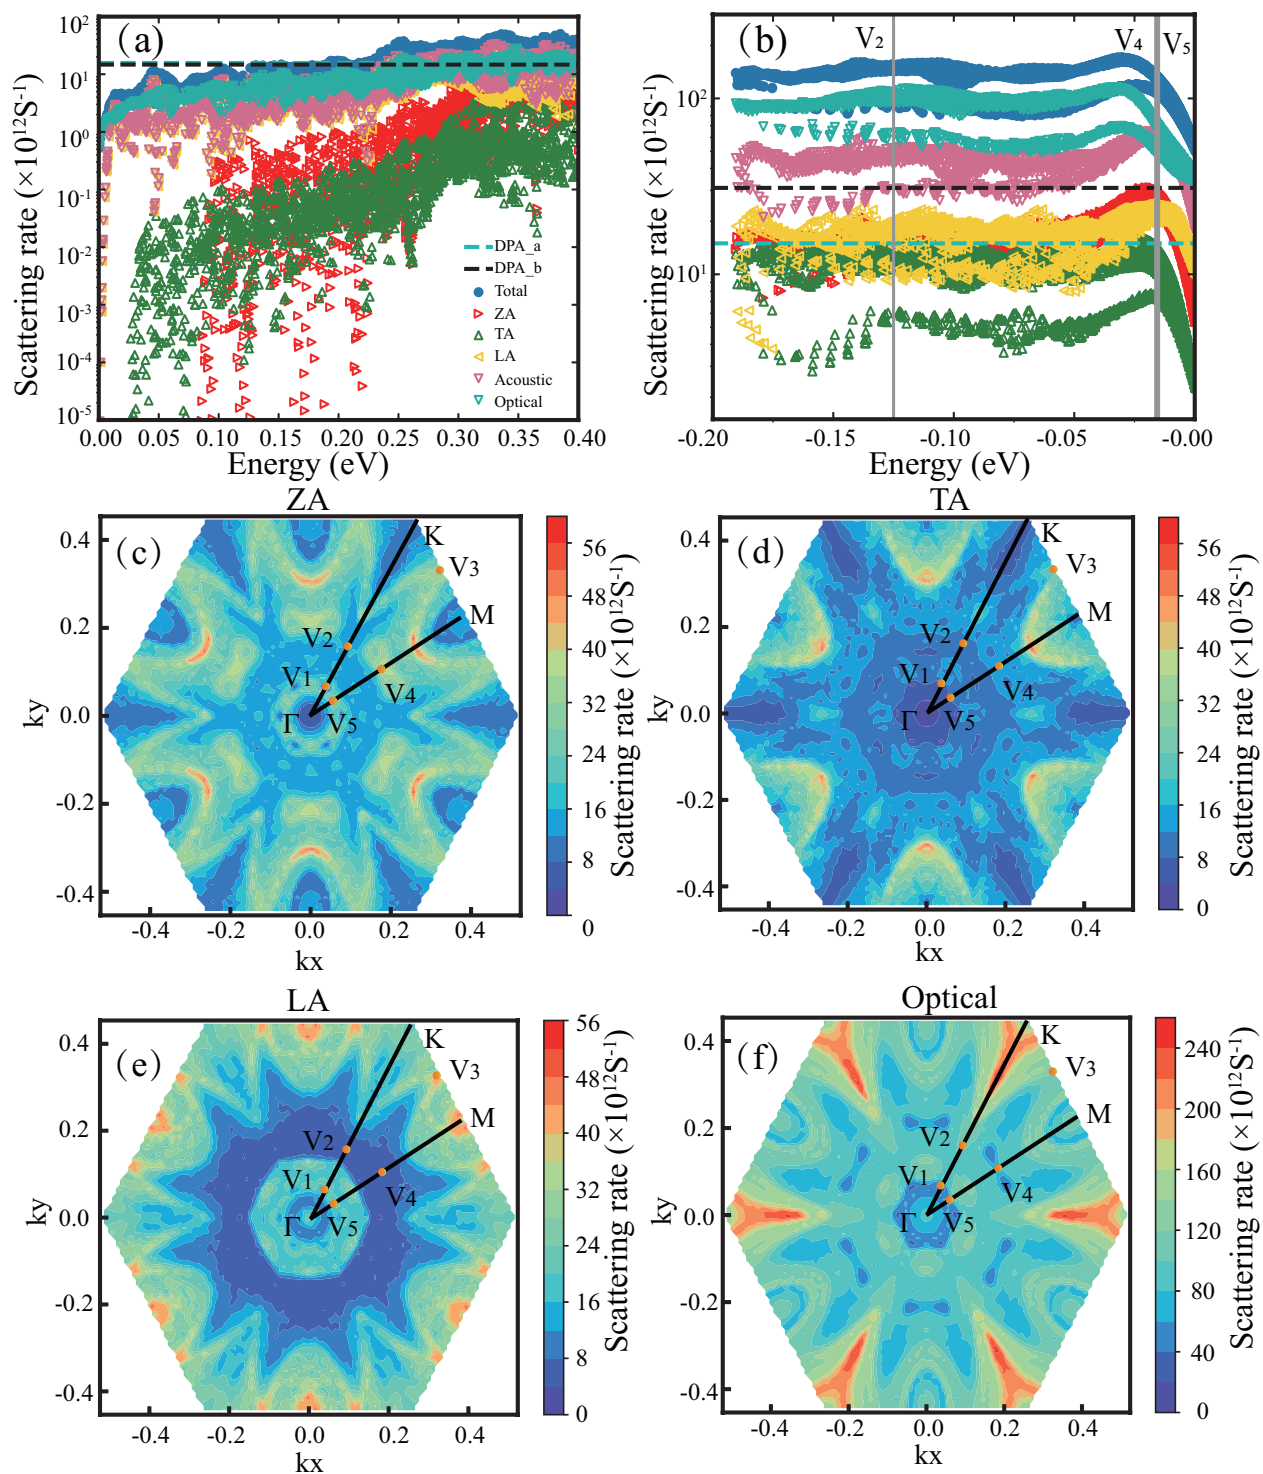 (a)
Scattering rate (×10¹²S⁻¹)
10²
10¹
10⁰
10⁻¹
10⁻²
10⁻³
10⁻⁴
10⁻⁵
DPA_a
DPA_b
Total
ZA
TA
LA
Acoustic
Optical
0.00 0.05 0.10 0.15 0.20 0.25 0.30 0.35 0.40
Energy (eV)
(b)
V2 V4 V5
Scattering rate (×10¹²S⁻¹)
10²
10¹
-0.20 -0.15 -0.10 -0.05 -0.00
Energy (eV)
ZA
(c)
K
V3
M
V2
V1
V4
Γ V5
ky
0.4
0.2
0.0
-0.2
-0.4
-0.4 -0.2 0.0 0.2 0.4
kx
56
48
40
32
24
16
8
0
Scattering rate (×10¹²S⁻¹)
TA
(d)
K
V3
M
V2
V1
V4
Γ V5
ky
0.4
0.2
0.0
-0.2
-0.4
-0.4 -0.2 0.0 0.2 0.4
kx
56
48
40
32
24
16
8
0
Scattering rate (×10¹²S⁻¹)
LA
(e)
K
V3
M
V2
V1
V4
Γ V5
ky
0.4
0.2
0.0
-0.2
-0.4
-0.4 -0.2 0.0 0.2 0.4
kx
56
48
40
32
24
16
8
0
Scattering rate (×10¹²S⁻¹)
Optical
(f)
K
V3
M
V2
V1
V4
Γ V5
ky
0.4
0.2
0.0
-0.2
-0.4
-0.4 -0.2 0.0 0.2 0.4
kx
240
200
160
120
80
40
0
Scattering rate (×10¹²S⁻¹)